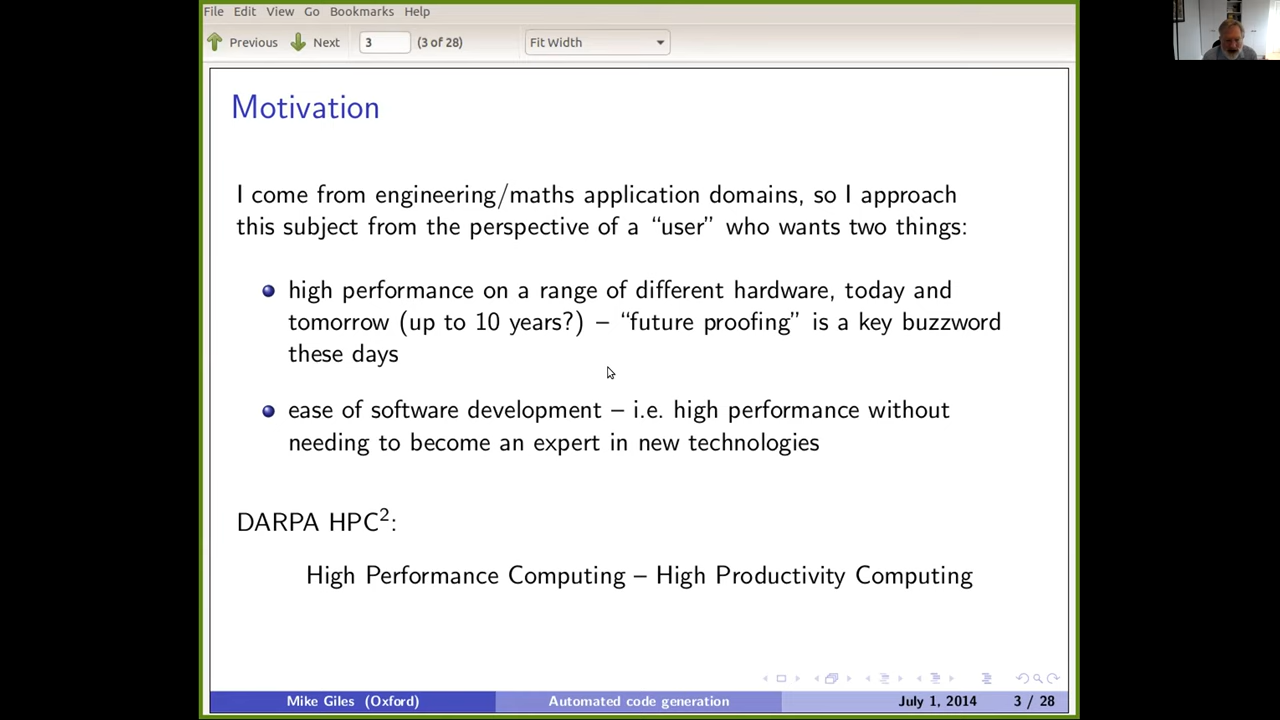 File Edit View Go Bookmarks Help
Previous Next 3 (3 of 28) Fit Width
Motivation
I come from engineering/maths application domains, so I approach
this subject from the perspective of a “user” who wants two things:
high performance on a range of different hardware, today and
tomorrow (up to 10 years?) – “future proofing” is a key buzzword
these days
ease of software development – i.e. high performance without
needing to become an expert in new technologies
DARPA HPC²:
High Performance Computing – High Productivity Computing
Mike Giles (Oxford) Automated code generation July 1, 2014 3 / 28